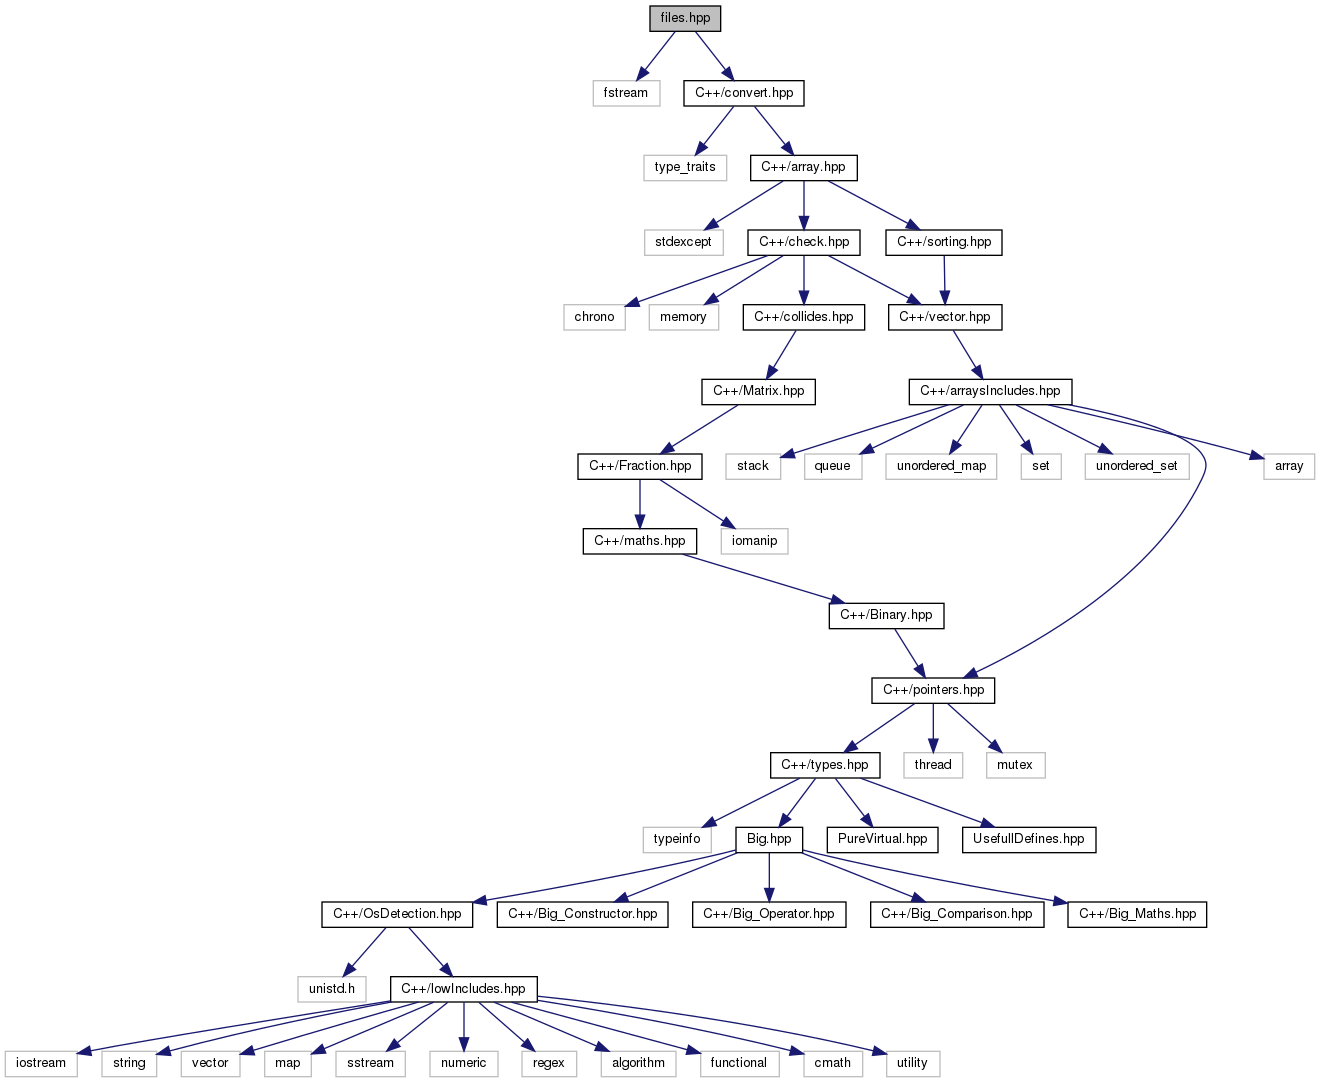 files.hpp
fstream
C++/convert.hpp
type_traits
C++/array.hpp
stdexcept
C++/check.hpp
C++/sorting.hpp
chrono
memory
C++/collides.hpp
C++/vector.hpp
C++/Matrix.hpp
C++/arraysIncludes.hpp
C++/Fraction.hpp
stack
queue
unordered_map
set
unordered_set
array
C++/maths.hpp
iomanip
C++/Binary.hpp
C++/pointers.hpp
C++/types.hpp
thread
mutex
typeinfo
Big.hpp
PureVirtual.hpp
UsefullDefines.hpp
C++/OsDetection.hpp
C++/Big_Constructor.hpp
C++/Big_Operator.hpp
C++/Big_Comparison.hpp
C++/Big_Maths.hpp
unistd.h
C++/lowIncludes.hpp
iostream
string
vector
map
sstream
numeric
regex
algorithm
functional
cmath
utility